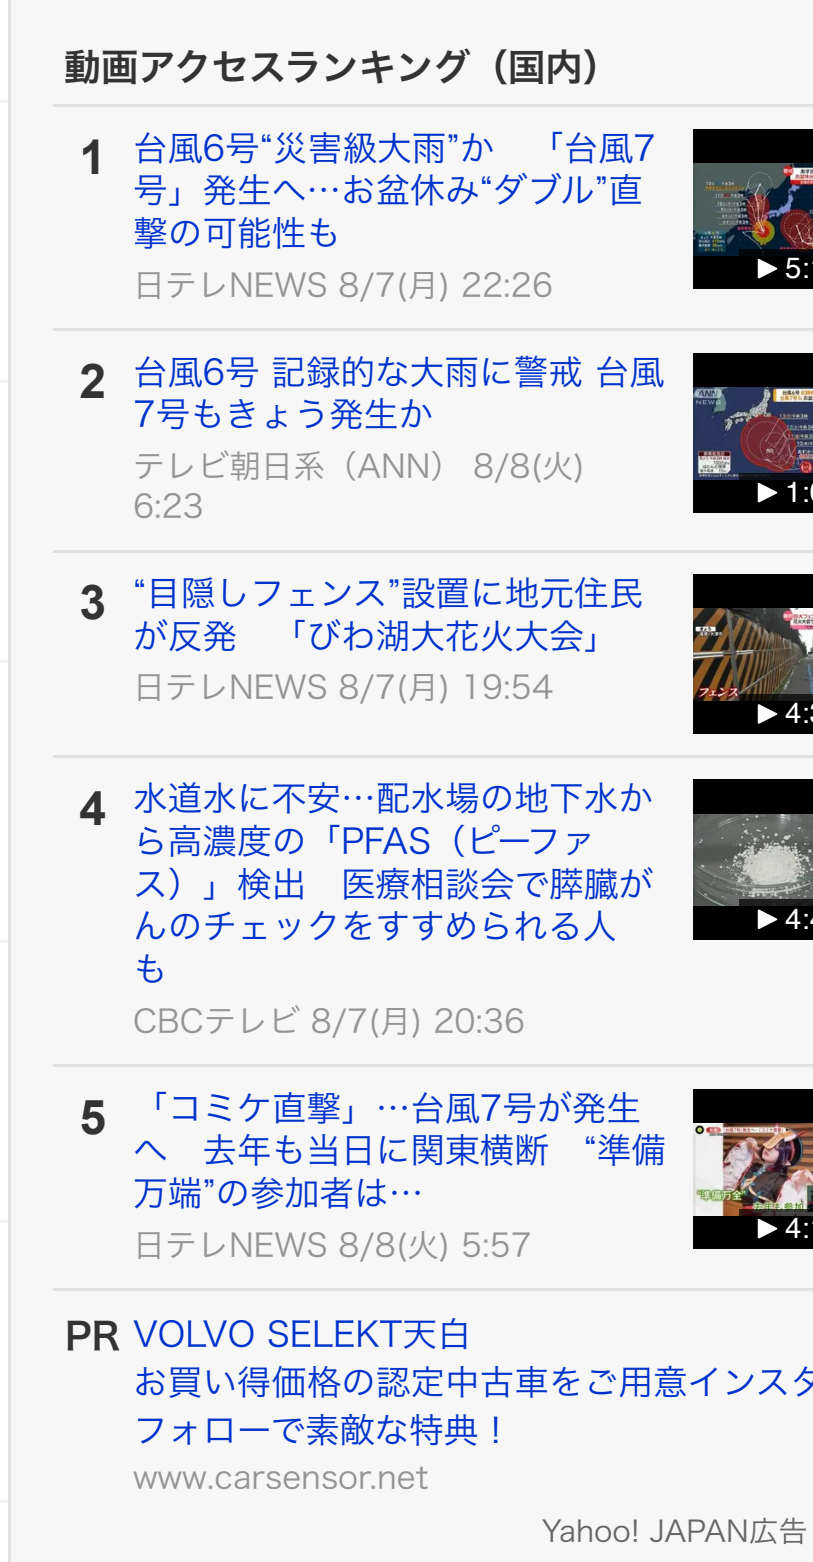 動画アクセスランキング（国内）
1
台風6号“災害級大雨”か　「台風7
号」発生へ…お盆休み“ダブル”直
撃の可能性も
日テレNEWS 8/7(月) 22:26
2
台風6号 記録的な大雨に警戒 台風
7号もきょう発生か
テレビ朝日系（ANN） 8/8(火)
6:23
3
“目隠しフェンス”設置に地元住民
が反発　「びわ湖大花火大会」
日テレNEWS 8/7(月) 19:54
フェンス
4
水道水に不安…配水場の地下水か
ら高濃度の「PFAS（ピーファ
ス）」検出　医療相談会で膵臓が
んのチェックをすすめられる人
も
CBCテレビ 8/7(月) 20:36
5
「コミケ直撃」…台風7号が発生
へ　去年も当日に関東横断　“準備
万端”の参加者は…
日テレNEWS 8/8(火) 5:57
“準備万全”
PR
VOLVO SELEKT天白
お買い得価格の認定中古車をご用意インスタ
フォローで素敵な特典！
www.carsensor.net
Yahoo! JAPAN広告